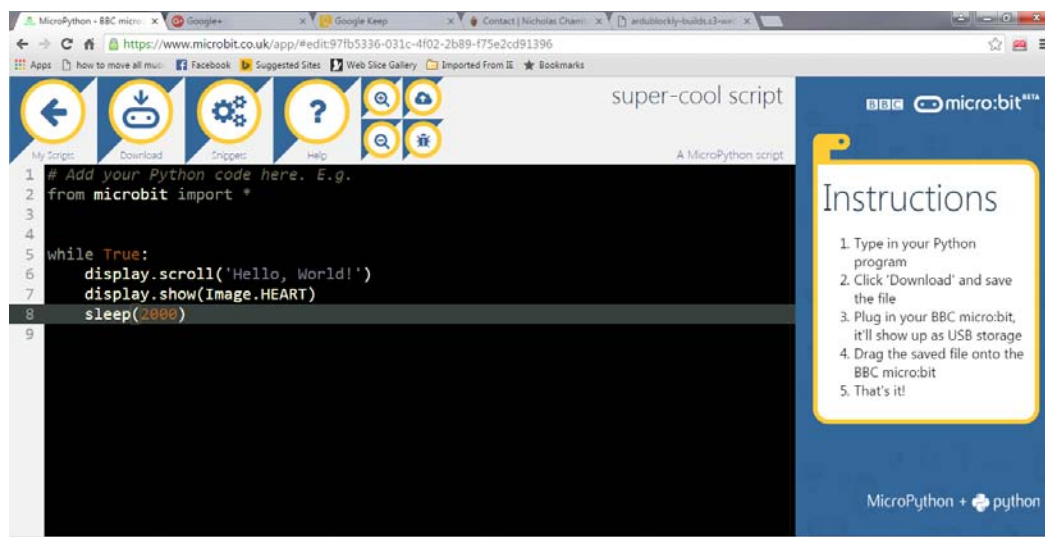 MicroPython - BBC micro:
Google+
Google Keep
Contact | Nicholas Cham
ardublockly-builds.s3-we
https://www.microbit.co.uk/app/#edit:97fb5336-031c-4f02-2b89-f75e2cd91396
Apps how to move all mus Facebook Suggested Sites Web Slice Gallery Imported From IE Bookmarks
super-cool script
BBC micro:bit BETA
My Scripts Download Snippets Help
A MicroPython script
1 # Add your Python code here. E.g.
2 from microbit import *
3
4
5 while True:
6 display.scroll('Hello, World!')
7 display.show(Image.HEART)
8 sleep(2000)
9
Instructions
1. Type in your Python
program
2. Click 'Download' and save
the file
3. Plug in your BBC micro:bit,
it'll show up as USB storage
4. Drag the saved file onto the
BBC micro:bit
5. That's it!
MicroPython + python